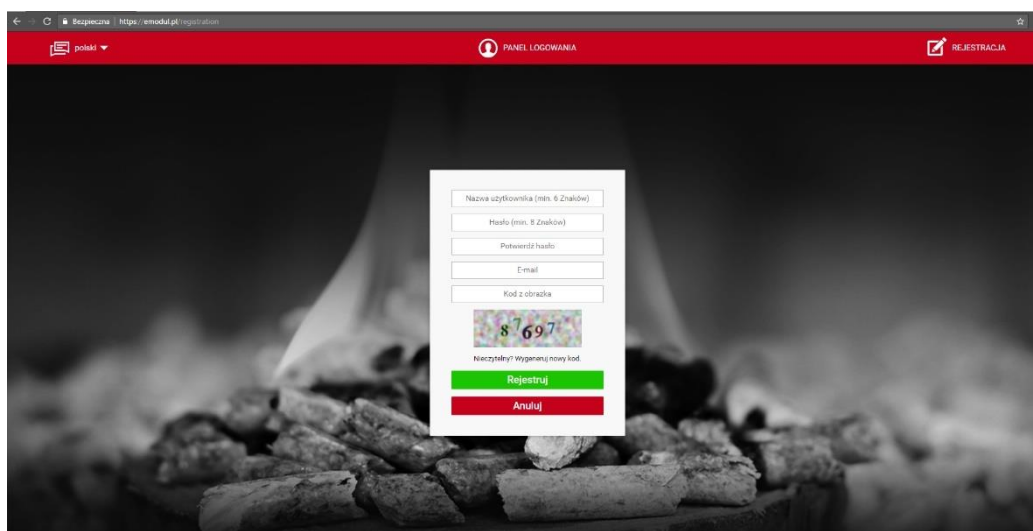 Bezpieczna | https://emodul.pl/registration
polski
PANEL LOGOWANIA
REJESTRACJA
Nazwa użytkownika (min. 6 Znaków)
Hasło (min. 8 Znaków)
Potwierdź hasło
E-mail
Kod z obrazka
87697
Nieczytelny? Wygeneruj nowy kod.
Rejestruj
Anuluj